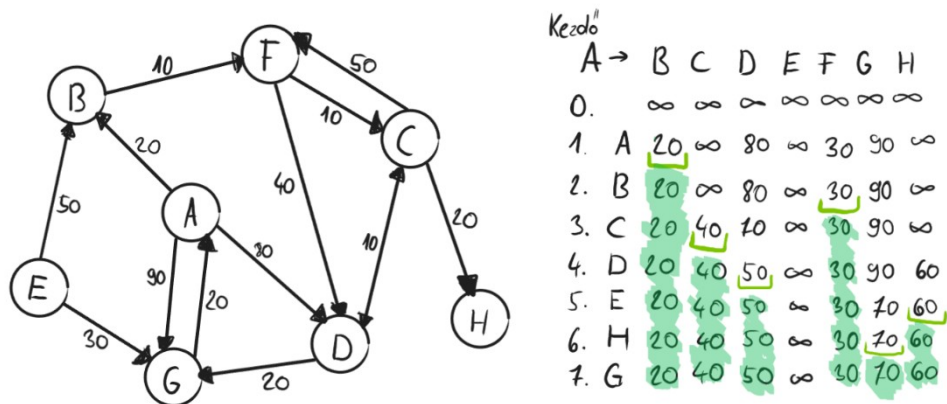 F
10
50
B
10
C
20
40
A
50
10
20
90
20
80
E
H
30
D
G
20
Kezdő
A → B C D E F G H
0. ∞ ∞ ∞ ∞ ∞ ∞ ∞
1. A 20 ∞ 80 ∞ 30 90 ∞
2. B 20 ∞ 80 ∞ 30 90 ∞
3. C 20 40 70 ∞ 30 90 ∞
4. D 20 40 50 ∞ 30 90 60
5. E 20 40 50 ∞ 30 70 60
6. H 20 40 50 ∞ 30 70 60
7. G 20 40 50 ∞ 30 70 60